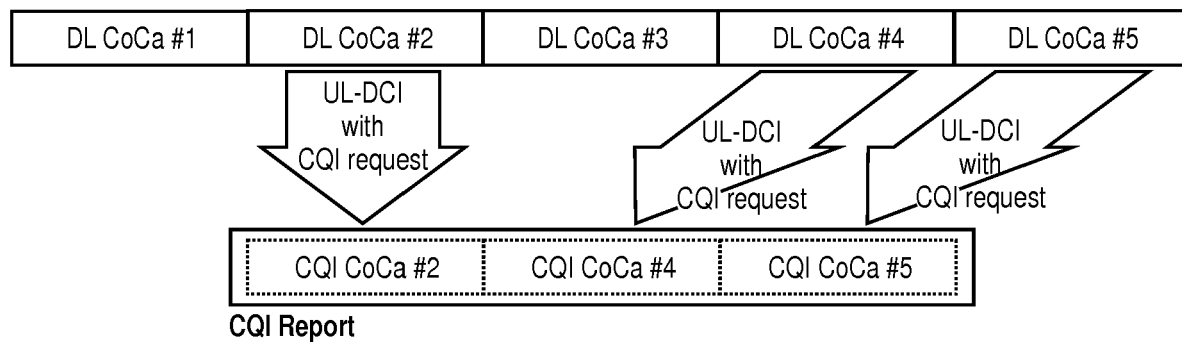 DL CoCa #1 DL CoCa #2 DL CoCa #3 DL CoCa #4 DL CoCa #5
UL-DCI
with
CQI request
UL-DCI
with
CQI request
UL-DCI
with
CQI request
CQI CoCa #2 CQI CoCa #4 CQI CoCa #5
CQI Report